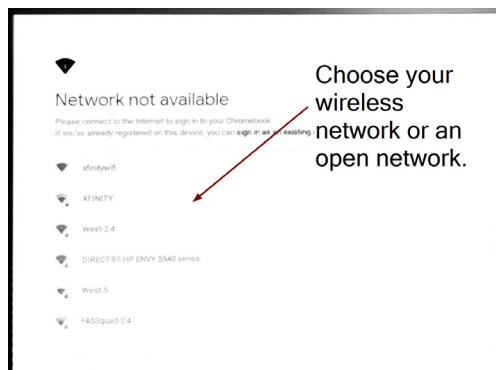 Network not available
Please connect to the Internet to sign in to your Chromebook.
If you've already registered on this device, you can sign in as an existing
Choose your
wireless
network or an
open network.
xfinitywifi
XFINITY
West-2.4
DIRECT-97-HP ENVY 5540 series
West-5
FA5Squad-2.4